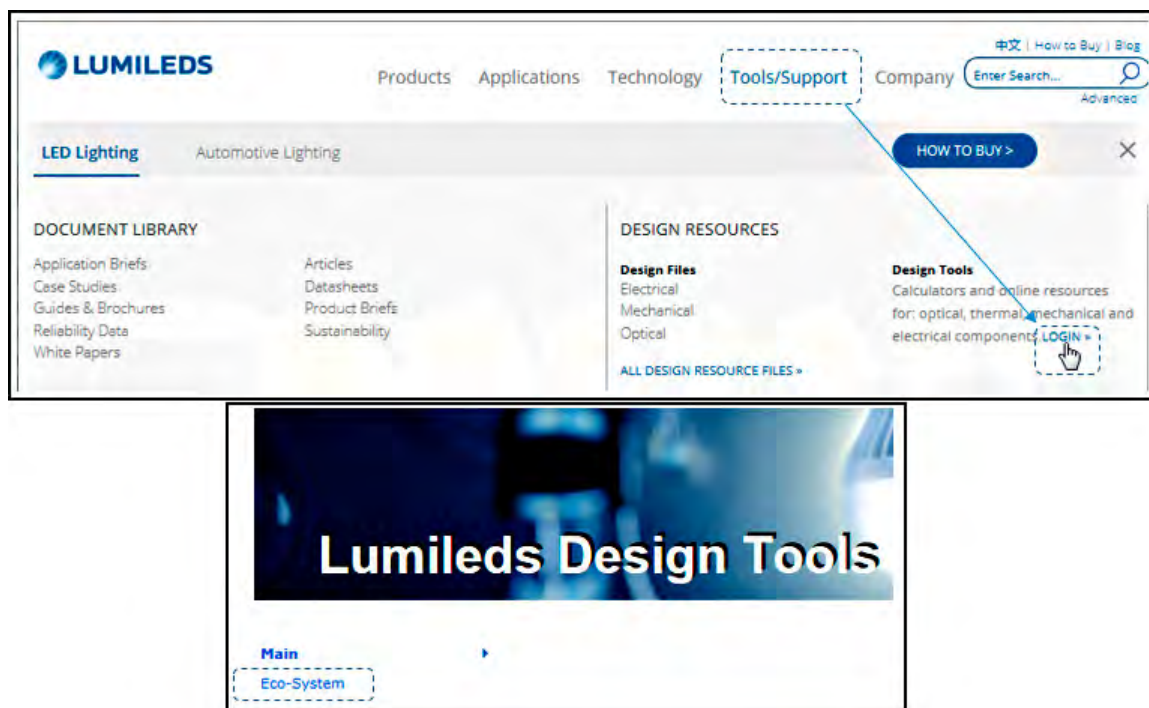 中文 | How to Buy | Blog
LUMILEDS
Products Applications Technology Tools/Support Company Enter Search...
Advanced
LED Lighting Automotive Lighting HOW TO BUY >
DOCUMENT LIBRARY
Application Briefs
Case Studies
Guides & Brochures
Reliability Data
White Papers
Articles
Datasheets
Product Briefs
Sustainability
DESIGN RESOURCES
Design Files
Electrical
Mechanical
Optical
ALL DESIGN RESOURCE FILES »
Design Tools
Calculators and online resources
for: optical, thermal, mechanical and
electrical components LOGIN »
Lumileds Design Tools
Main
Eco-System